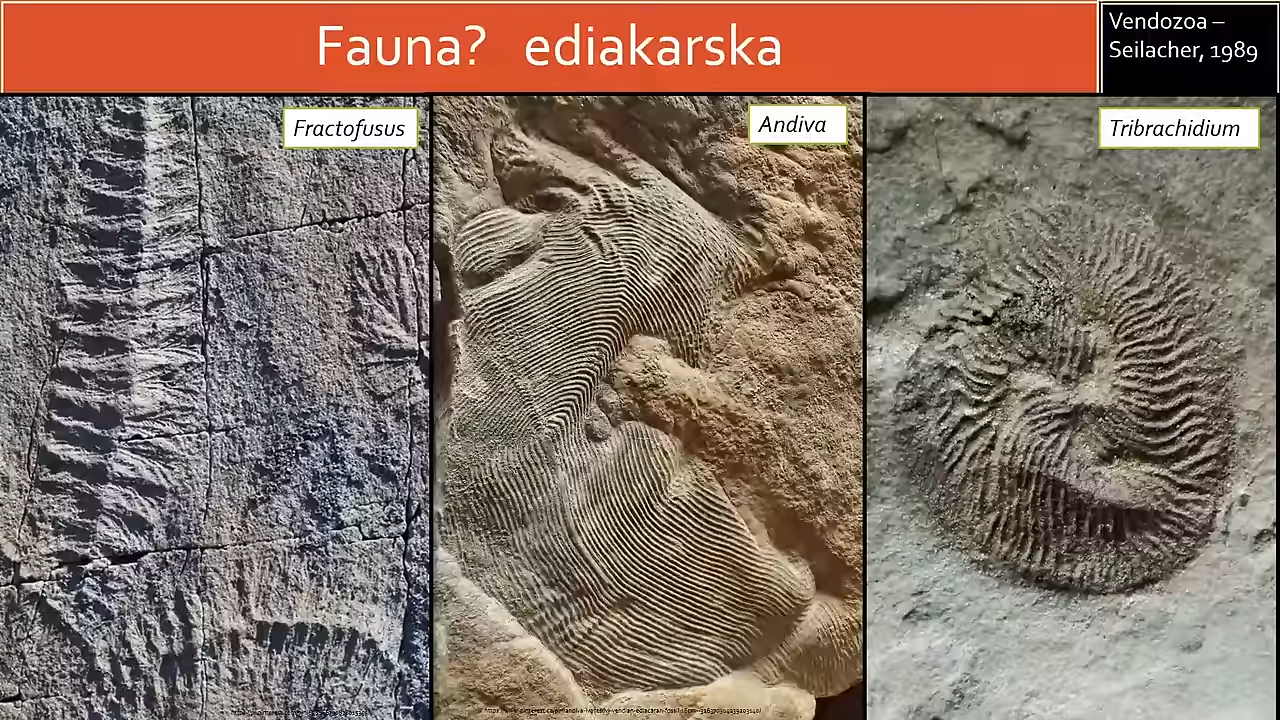 Fauna? ediakarska
Vendozoa –
Seilacher, 1989
Fractofusus
Andiva
Tribrachidium